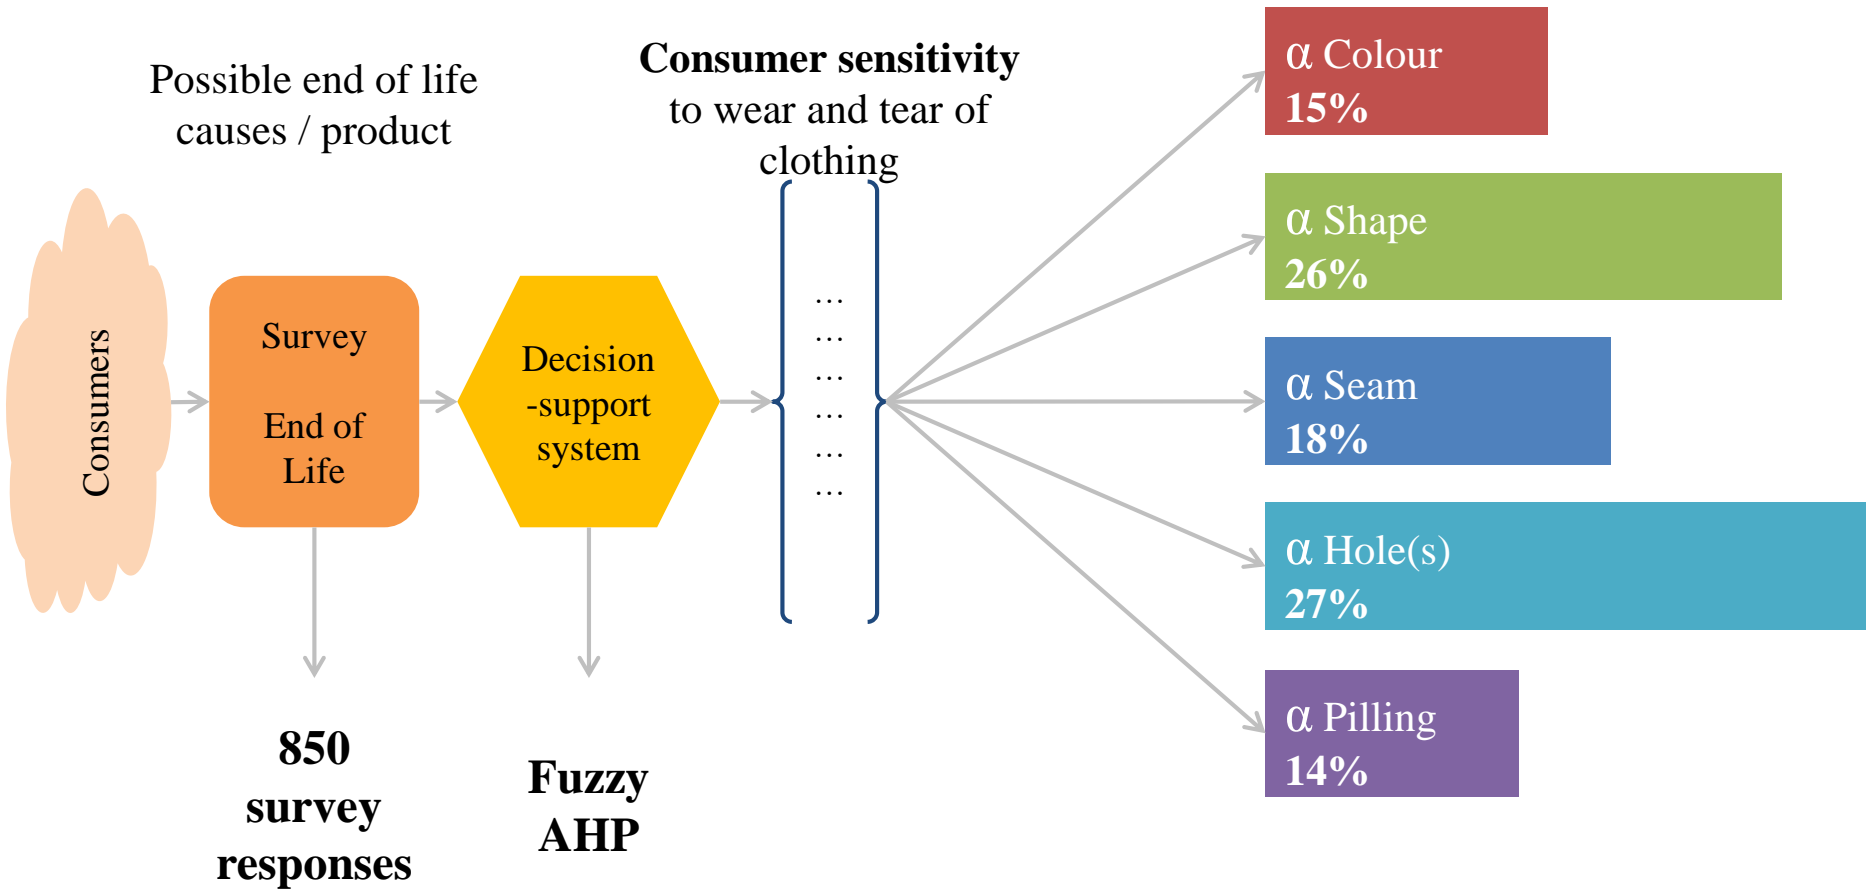 Possible end of life
causes / product
Consumer sensitivity
to wear and tear of
clothing
Consumers
Survey
End of
Life
Decision
-support
system
…
…
…
…
…
…
α Colour
15%
α Shape
26%
α Seam
18%
α Hole(s)
27%
α Pilling
14%
850
survey
responses
Fuzzy
AHP